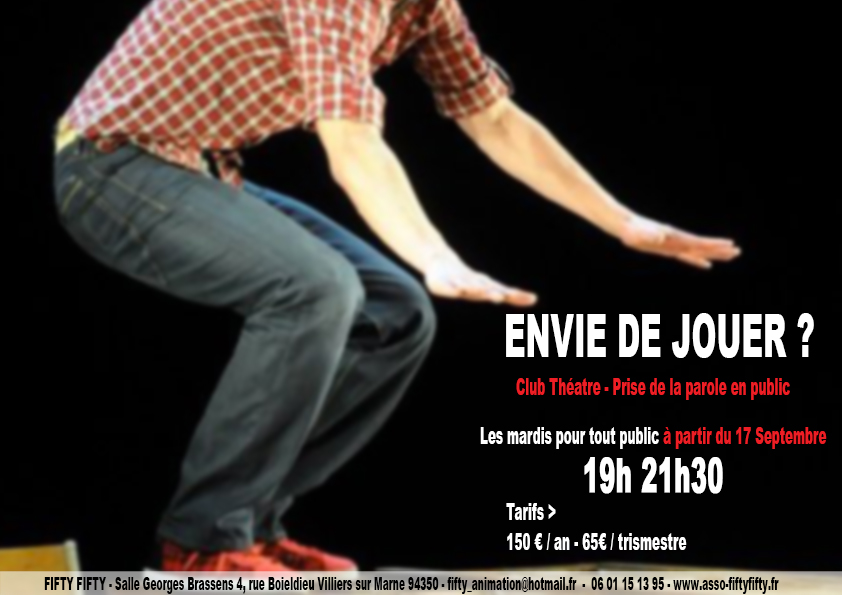 ENVIE DE JOUER ?
Club Théatre - Prise de la parole en public
Les mardis pour tout public à partir du 17 Septembre
19h 21h30
Tarifs >
150 € / an - 65€ / trismestre
FIFTY FIFTY - Salle Georges Brassens 4, rue Boieldieu Villiers sur Marne 94350 - fifty_animation@hotmail.fr - 06 01 15 13 95 - www.asso-fiftyfifty.fr